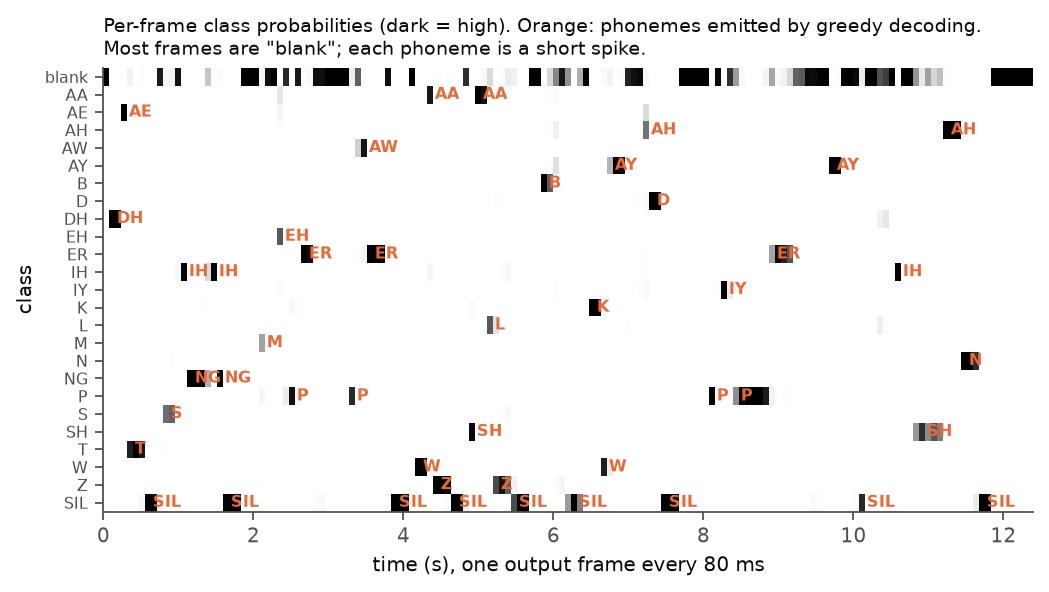 Per-frame class probabilities (dark = high). Orange: phonemes emitted by greedy decoding.
Most frames are "blank"; each phoneme is a short spike.
blank
AA AA AA
AE AE
AH AH AH
AW AW
AY AY AY
B B
D D
DH DH
EH EH
ER ER ER ER
IH IH IH IH
IY IY
K K
L L
M M
N N
NG NG NG
P P P P P
S S
SH SH SH
T T
W W W
Z Z Z
SIL SIL SIL SIL SIL SIL SIL SIL SIL SIL
0 2 4 6 8 10 12
time (s), one output frame every 80 ms
class